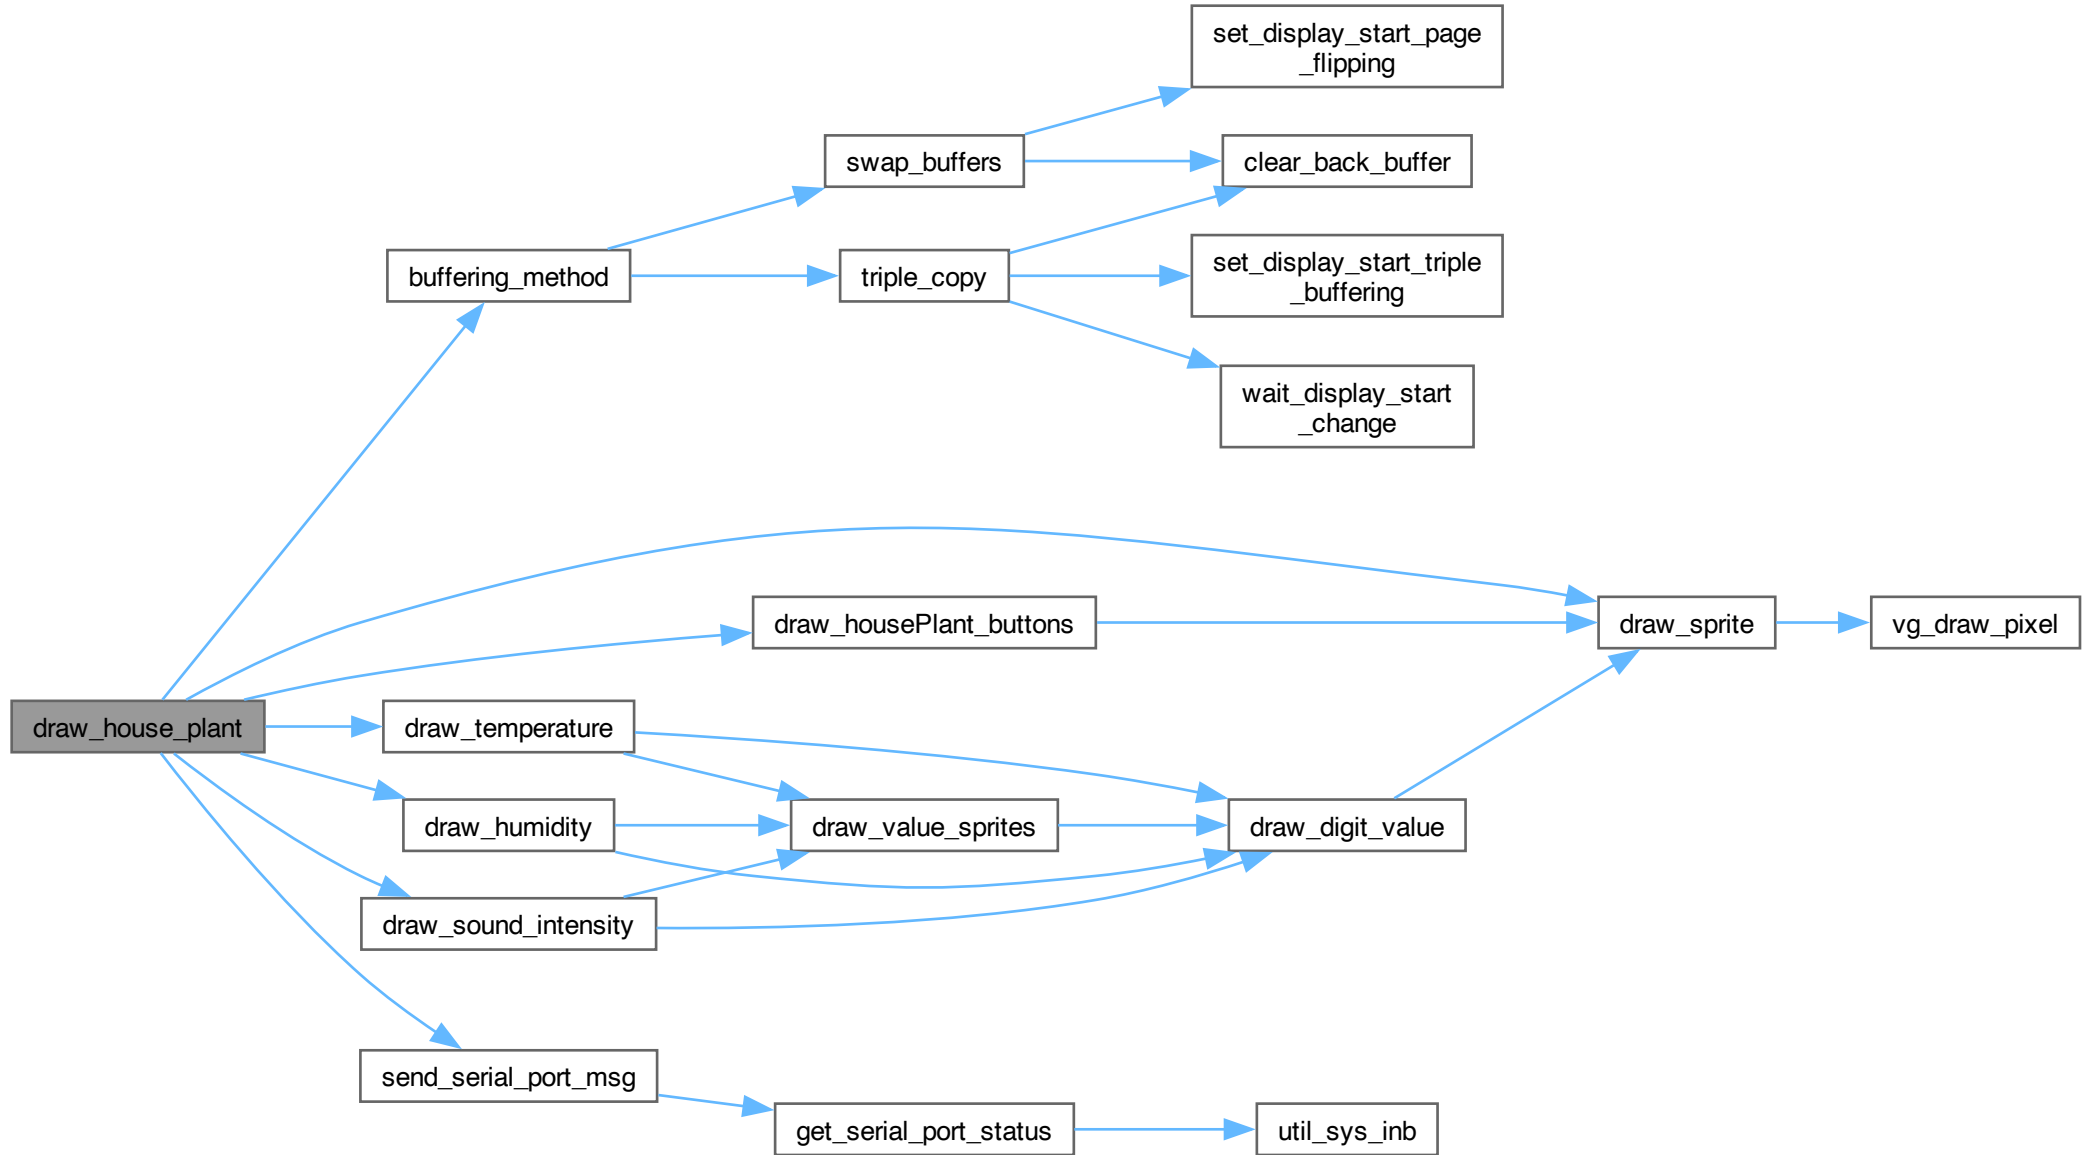 set_display_start_page
_flipping
swap_buffers
clear_back_buffer
buffering_method
triple_copy
set_display_start_triple
_buffering
wait_display_start
_change
draw_housePlant_buttons
draw_sprite
vg_draw_pixel
draw_house_plant
draw_temperature
draw_humidity
draw_value_sprites
draw_digit_value
draw_sound_intensity
send_serial_port_msg
get_serial_port_status
util_sys_inb